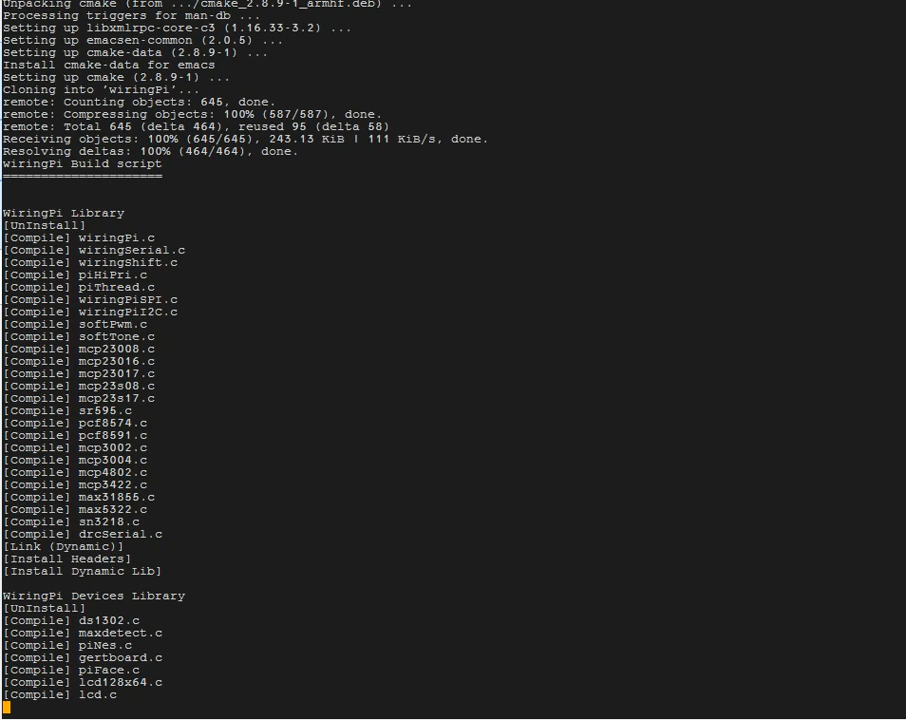 Unpacking cmake (from .../cmake_2.8.9-1_armhf.deb) ...
Processing triggers for man-db ...
Setting up libxmlrpc-core-c3 (1.16.33-3.2) ...
Setting up emacsen-common (2.0.5) ...
Setting up cmake-data (2.8.9-1) ...
Install cmake-data for emacs
Setting up cmake (2.8.9-1) ...
Cloning into 'wiringPi'...
remote: Counting objects: 645, done.
remote: Compressing objects: 100% (587/587), done.
remote: Total 645 (delta 464), reused 95 (delta 58)
Receiving objects: 100% (645/645), 243.13 KiB | 111 KiB/s, done.
Resolving deltas: 100% (464/464), done.
wiringPi Build script
=====================
WiringPi Library
[UnInstall]
[Compile] wiringPi.c
[Compile] wiringSerial.c
[Compile] wiringShift.c
[Compile] piHiPri.c
[Compile] piThread.c
[Compile] wiringPiSPI.c
[Compile] wiringPiI2C.c
[Compile] softPwm.c
[Compile] softTone.c
[Compile] mcp23008.c
[Compile] mcp23016.c
[Compile] mcp23017.c
[Compile] mcp23s08.c
[Compile] mcp23s17.c
[Compile] sr595.c
[Compile] pcf8574.c
[Compile] pcf8591.c
[Compile] mcp3002.c
[Compile] mcp3004.c
[Compile] mcp4802.c
[Compile] mcp3422.c
[Compile] max31855.c
[Compile] max5322.c
[Compile] sn3218.c
[Compile] drcSerial.c
[Link (Dynamic)]
[Install Headers]
[Install Dynamic Lib]
WiringPi Devices Library
[UnInstall]
[Compile] ds1302.c
[Compile] maxdetect.c
[Compile] piNes.c
[Compile] gertboard.c
[Compile] piFace.c
[Compile] lcd128x64.c
[Compile] lcd.c